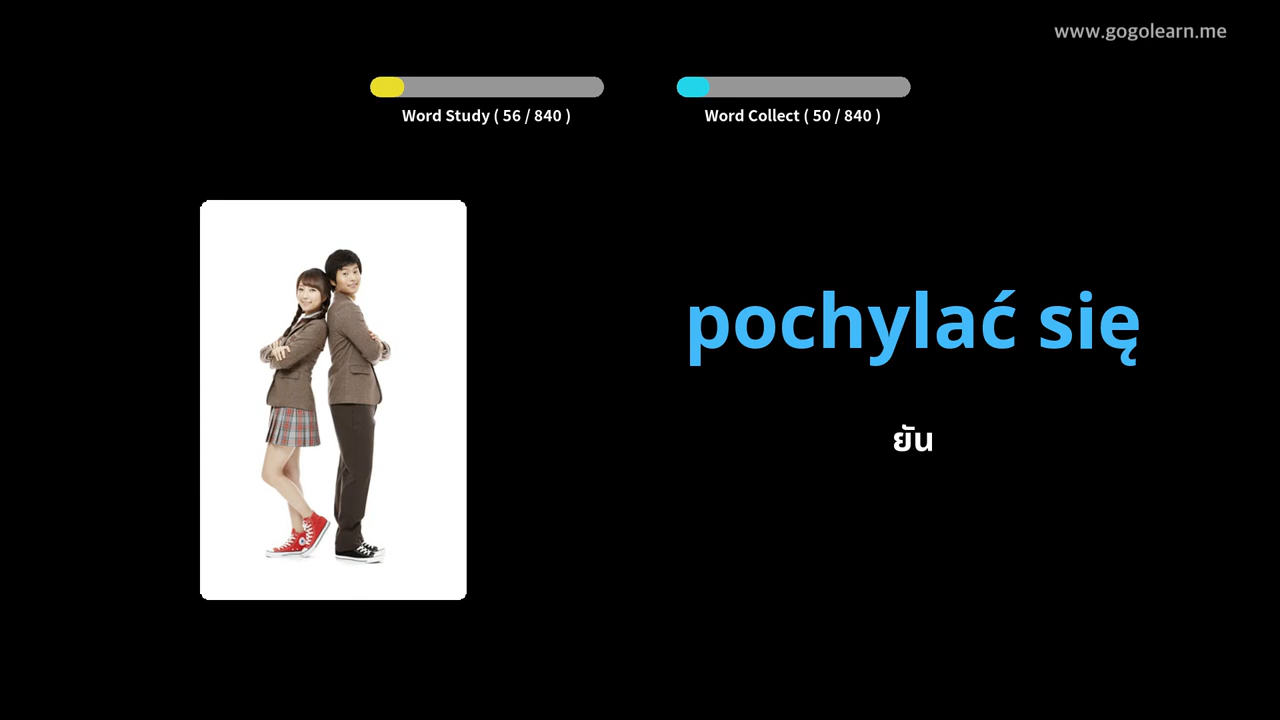 www.gogolearn.me
Word Study ( 56 / 840 )
Word Collect ( 50 / 840 )
pochylać się
ยัน